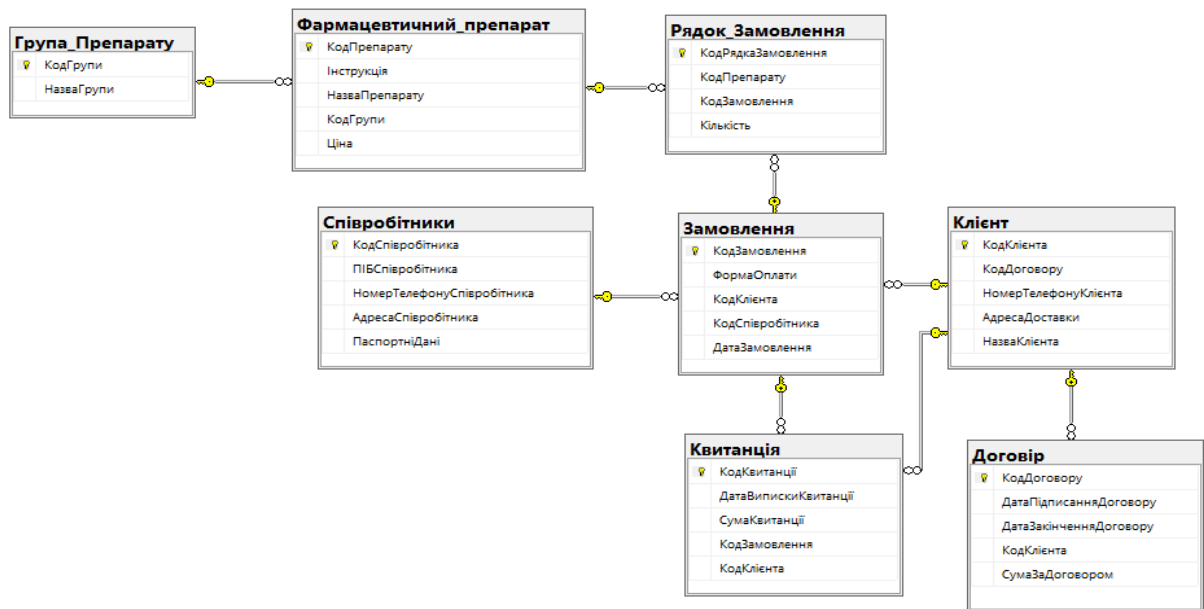 Група_Препарату
КодГрупи
НазваГрупи
Фармацевтичний_препарат
КодПрепарату
Інструкція
НазваПрепарату
КодГрупи
Ціна
Рядок_Замовлення
КодРядкаЗамовлення
КодПрепарату
КодЗамовлення
Кількість
Співробітники
КодСпівробітника
ПІБСпівробітника
НомерТелефонуСпівробітника
АдресаСпівробітника
ПаспортніДані
Замовлення
КодЗамовлення
ФормаОплати
КодКлієнта
КодСпівробітника
ДатаЗамовлення
Клієнт
КодКлієнта
КодДоговору
НомерТелефонуКлієнта
АдресаДоставки
НазваКлієнта
Квитанція
КодКвитанції
ДатаВипискиКвитанції
СумаКвитанції
КодЗамовлення
КодКлієнта
Договір
КодДоговору
ДатаПідписанняДоговору
ДатаЗакінченняДоговору
КодКлієнта
СумаЗаДоговором